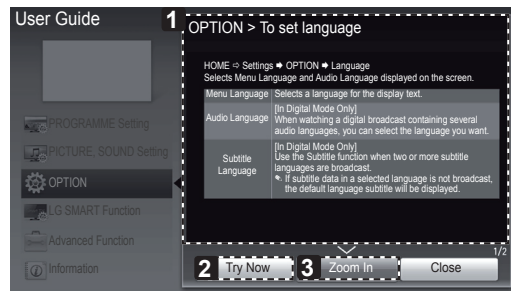 User Guide
1
OPTION > To set language
HOME ⇨ Settings ➡ OPTION ➡ Language
Selects Menu Language and Audio Language displayed on the screen.
Menu Language
Selects a language for the display text.
Audio Language
[In Digital Mode Only]
When watching a digital broadcast containing several
audio languages, you can select the language you want.
Subtitle
Language
[In Digital Mode Only]
Use the Subtitle function when two or more subtitle
languages are broadcast.
If subtitle data in a selected language is not broadcast,
the default language subtitle will be displayed.
PROGRAMME Setting
PICTURE, SOUND Setting
OPTION
LG SMART Function
Advanced Function
Information
1/2
2 Try Now
3 Zoom In
Close